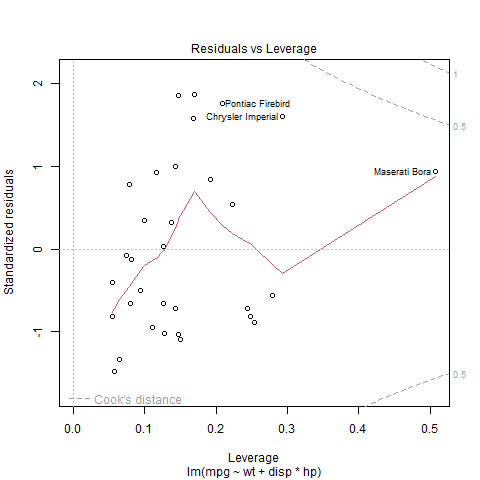 Residuals vs Leverage
Standardized residuals
2
1
0
-1
Pontiac Firebird
Chrysler Imperial
Maserati Bora
1
0.5
0.5
Cook's distance
0.0
0.1
0.2
0.3
0.4
0.5
Leverage
lm(mpg ~ wt + disp * hp)